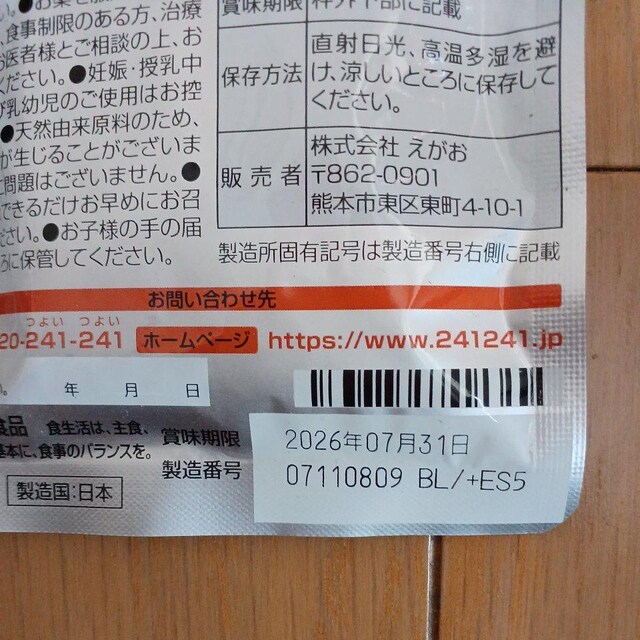 お薬を服
賞味期限 枠外下部に記載
食事制限のある方、治療
お医者様とご相談の上、お
ください。●妊娠・授乳中
び乳幼児のご使用はお控
●天然由来原料のため、
が生じることがございま
問題はございません。●
できるだけお早めにお召
ださい。●お子様の手の届
ろに保管してください。
保存方法 直射日光、高温多湿を避
け、涼しいところに保存して
ください。
販売者 株式会社 えがお
〒862-0901
熊本市東区東町4-10-1
製造所固有記号は製造番号右側に記載
お問い合わせ先
つよい つよい
20-241-241 ホームページ https://www.241241.jp
い。 年 月 日
食品 食生活は、主食、
基本に、食事のバランスを。
賞味期限 2026年07月31日
製造番号 07110809 BL/+ES5
製造国:日本